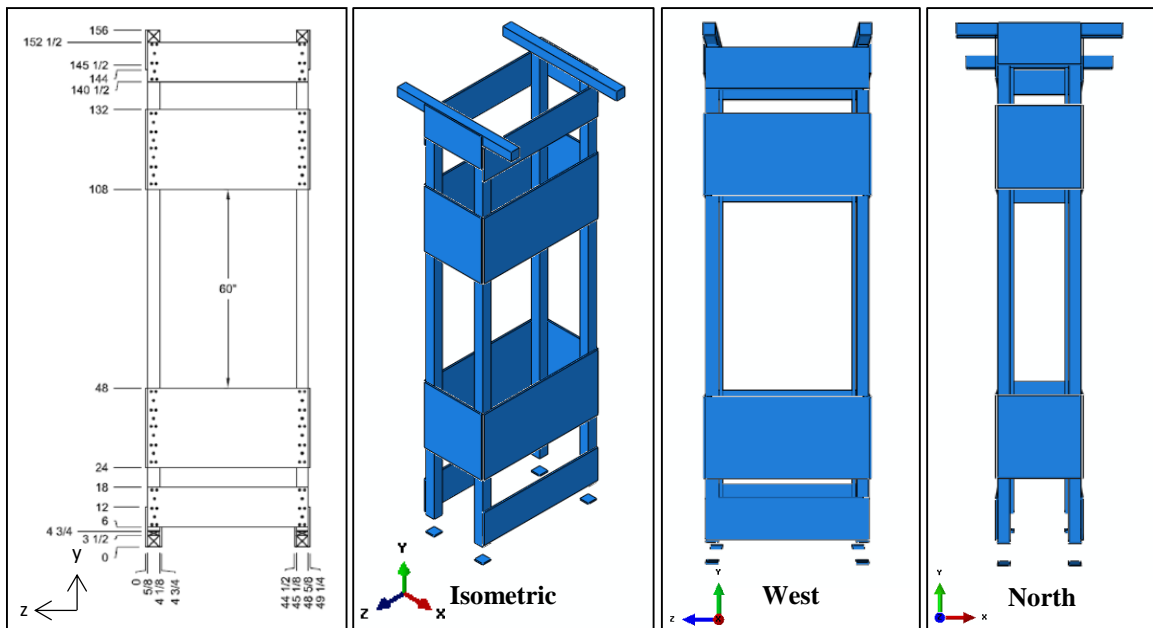 156
152 1/2
145 1/2
144
140 1/2
132
108
60"
48
24
18
12
6
4 3/4
3 1/2
0
y
z
0
5/8
4 1/8
4 3/4
44 1/2
45 1/8
48 5/8
49 1/4
Y
Z
X
Isometric
Y
Z
X
West
Y
X
North